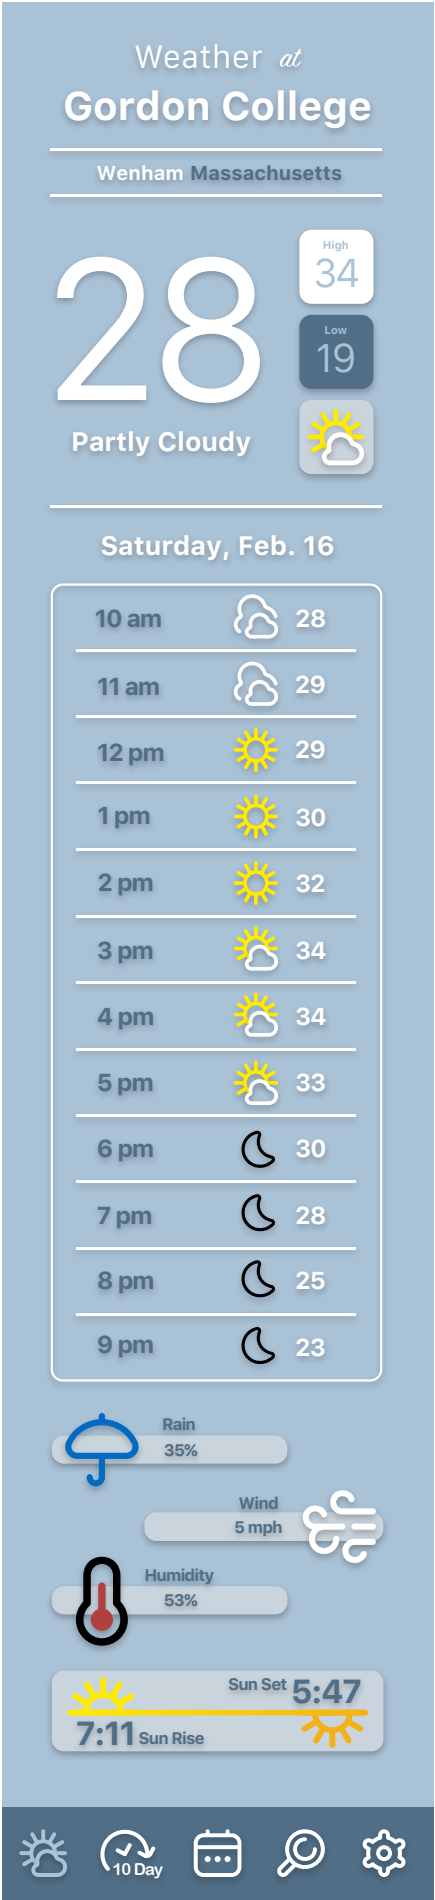 Weather at
Gordon College
Wenham Massachusetts
28
High
34
Low
19
Partly Cloudy
Saturday, Feb. 16
10 am 28
11 am 29
12 pm 29
1 pm 30
2 pm 32
3 pm 34
4 pm 34
5 pm 33
6 pm 30
7 pm 28
8 pm 25
9 pm 23
Rain
35%
Wind
5 mph
Humidity
53%
Sun Set 5:47
7:11 Sun Rise
10 Day